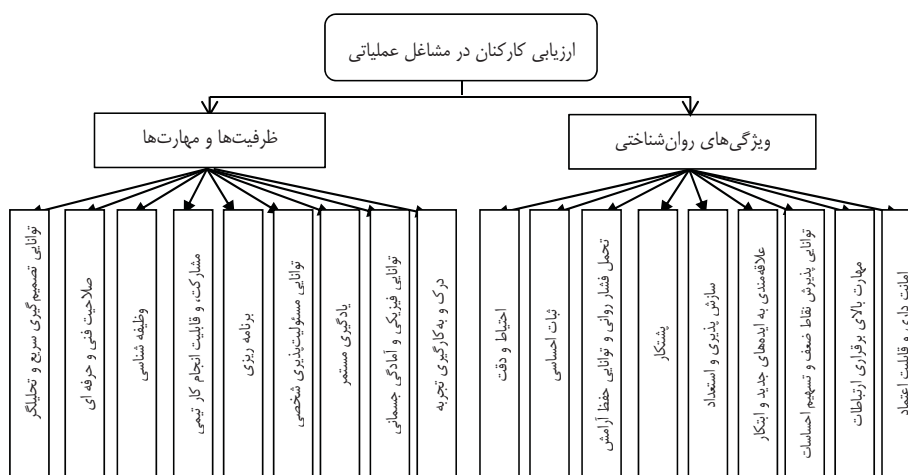 ارزیابی کارکنان در مشاغل عملیاتی
ویژگی‌های روان‌شناختی
ظرفیت‌ها و مهارت‌ها
امانت داری و قابلیت اعتماد
مهارت بالای برقراری ارتباطات
توانایی پذیرش نقاط ضعف و تسهیم احساسات
علاقه‌مندی به ایده‌های جدید و ابتکار
سازش پذیری و استعداد
پشتکار
تحمل فشار روانی و توانایی حفظ آرامش
ثبات احساسی
احتیاط و دقت
درک و به‌کارگیری تجربه
توانایی فیزیکی و آمادگی جسمانی
یادگیری مستمر
توانایی مسئولیت‌پذیری شخصی
برنامه ریزی
مشارکت، و قابلیت انجام کار تیمی
وظیفه شناسی
صلاحیت فنی و حرفه ای
توانایی تصمیم‌گیری سریع و تحلیلگر